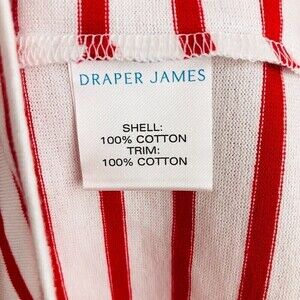 DRAPER JAMES
SHELL:
100% COTTON
TRIM:
100% COTTON